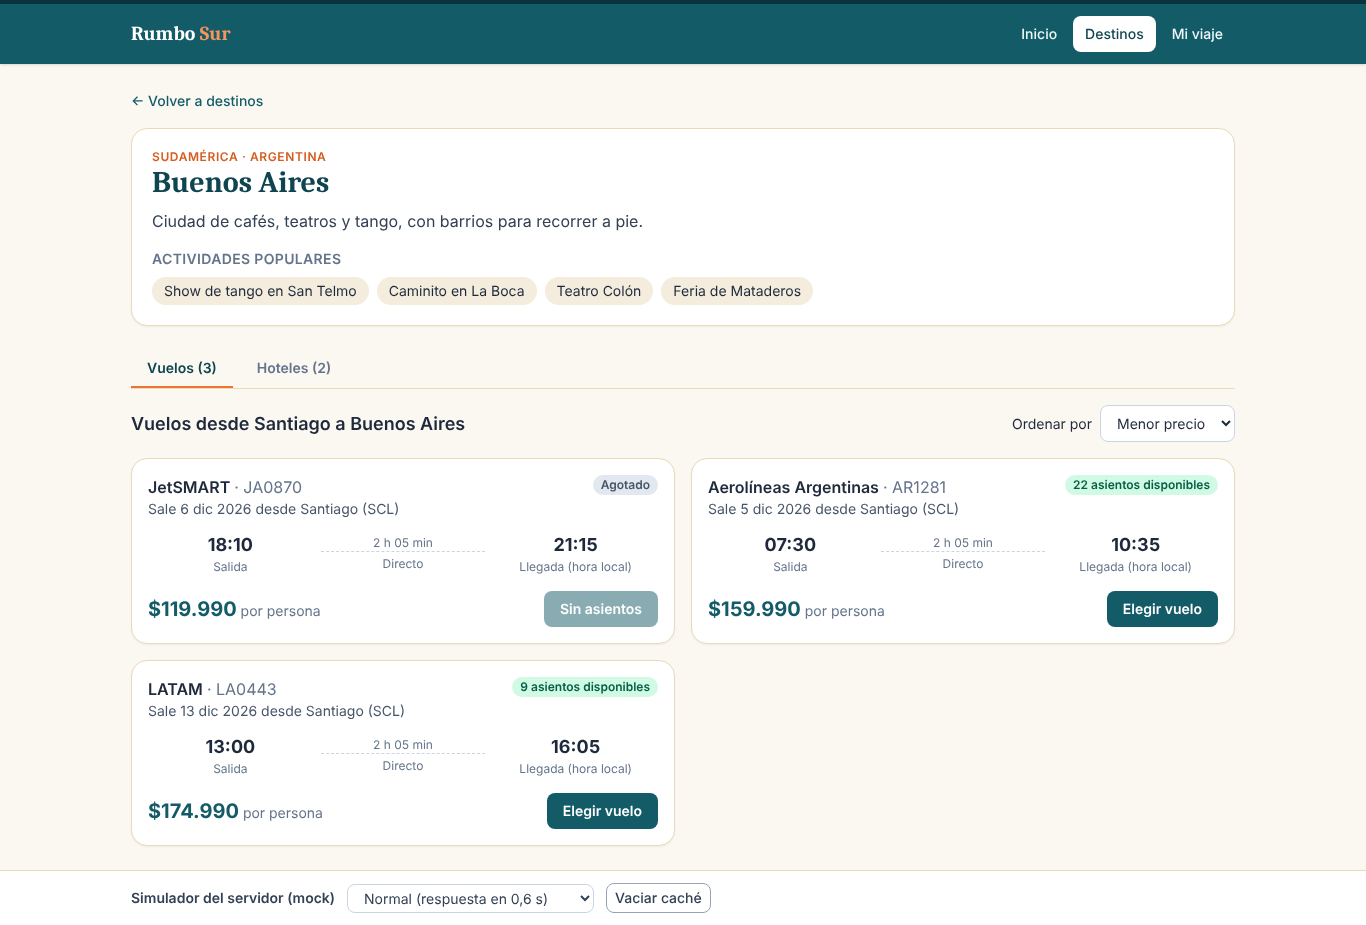 Rumbo Sur
Inicio
Destinos
Mi viaje
← Volver a destinos
SUDAMÉRICA · ARGENTINA
Buenos Aires
Ciudad de cafés, teatros y tango, con barrios para recorrer a pie.
ACTIVIDADES POPULARES
Show de tango en San Telmo
Caminito en La Boca
Teatro Colón
Feria de Mataderos
Vuelos (3)
Hoteles (2)
Vuelos desde Santiago a Buenos Aires
Ordenar por
Menor precio
JetSMART · JA0870
Agotado
Sale 6 dic 2026 desde Santiago (SCL)
18:10
Salida
2 h 05 min
Directo
21:15
Llegada (hora local)
$119.990 por persona
Sin asientos
Aerolíneas Argentinas · AR1281
22 asientos disponibles
Sale 5 dic 2026 desde Santiago (SCL)
07:30
Salida
2 h 05 min
Directo
10:35
Llegada (hora local)
$159.990 por persona
Elegir vuelo
LATAM · LA0443
9 asientos disponibles
Sale 13 dic 2026 desde Santiago (SCL)
13:00
Salida
2 h 05 min
Directo
16:05
Llegada (hora local)
$174.990 por persona
Elegir vuelo
Simulador del servidor (mock)
Normal (respuesta en 0,6 s)
Vaciar caché